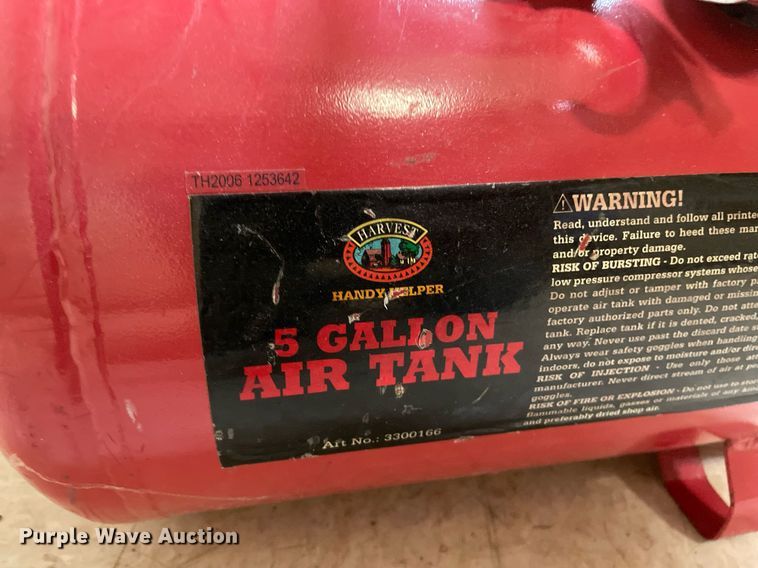 TH2006 1253642
HARVEST
HANDY HELPER
5 GALLON
AIR TANK
Art No.: 3300166
WARNING!
Read, understand and follow all printed
this device. Failure to heed these
and/or property damage.
RISK OF BURSTING - Do not exceed
low pressure compressor systems whose
Do not adjust or tamper with factory
operate air tank with damaged or
factory authorized parts only. Do not
tank. Replace tank if it is dented, cracked,
any way. Never use past the discard date
Always wear safety goggles when handling
indoors, do not expose to moisture and/or
RISK OF INJECTION - Use only those
manufacturer. Never direct stream of air at
goggles.
RISK OF FIRE OR EXPLOSION - Do not use to
flammable liquids, gasses or materials of any
and preferably dried shop air.
Purple Wave Auction